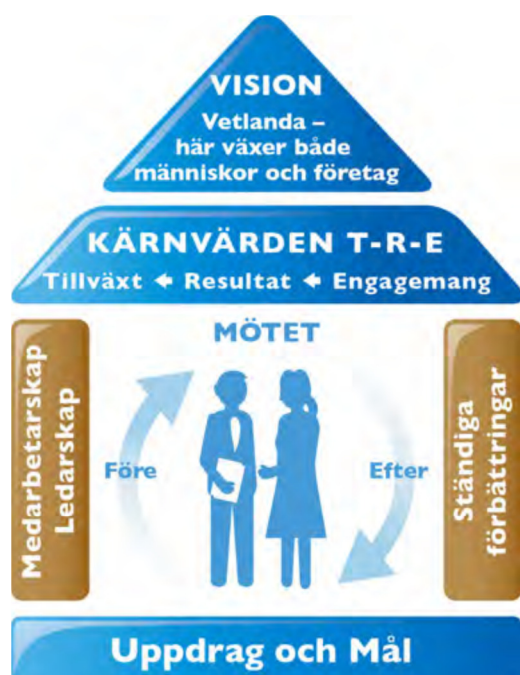 VISION
Vetlanda –
här växer både
människor och företag
KÄRNVÄRDEN T-R-E
Tillväxt ← Resultat ← Engagemang
MÖTET
Medarbetarskap
Ledarskap
Före
Efter
Ständiga
förbättringar
Uppdrag och Mål